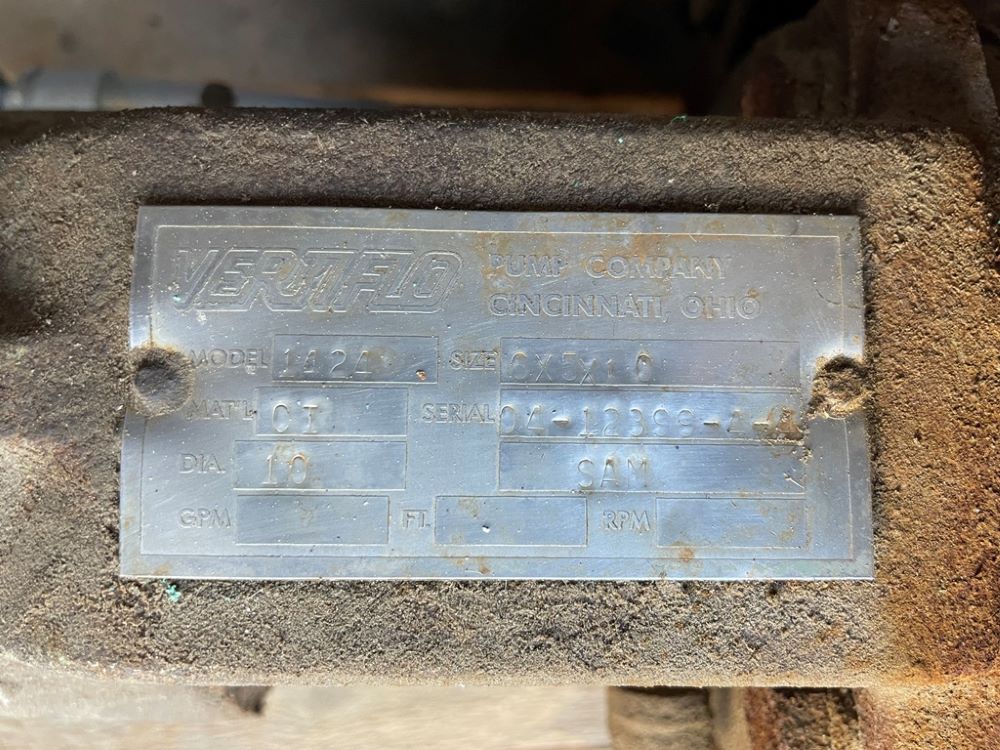 VERTIFLO PUMP COMPANY
CINCINNATI, OHIO
MODEL 1424 SIZE 6X5X10
MAT'L CI SERIAL 04-12399-A-
DIA. 10 SAM
GPM FT. RPM